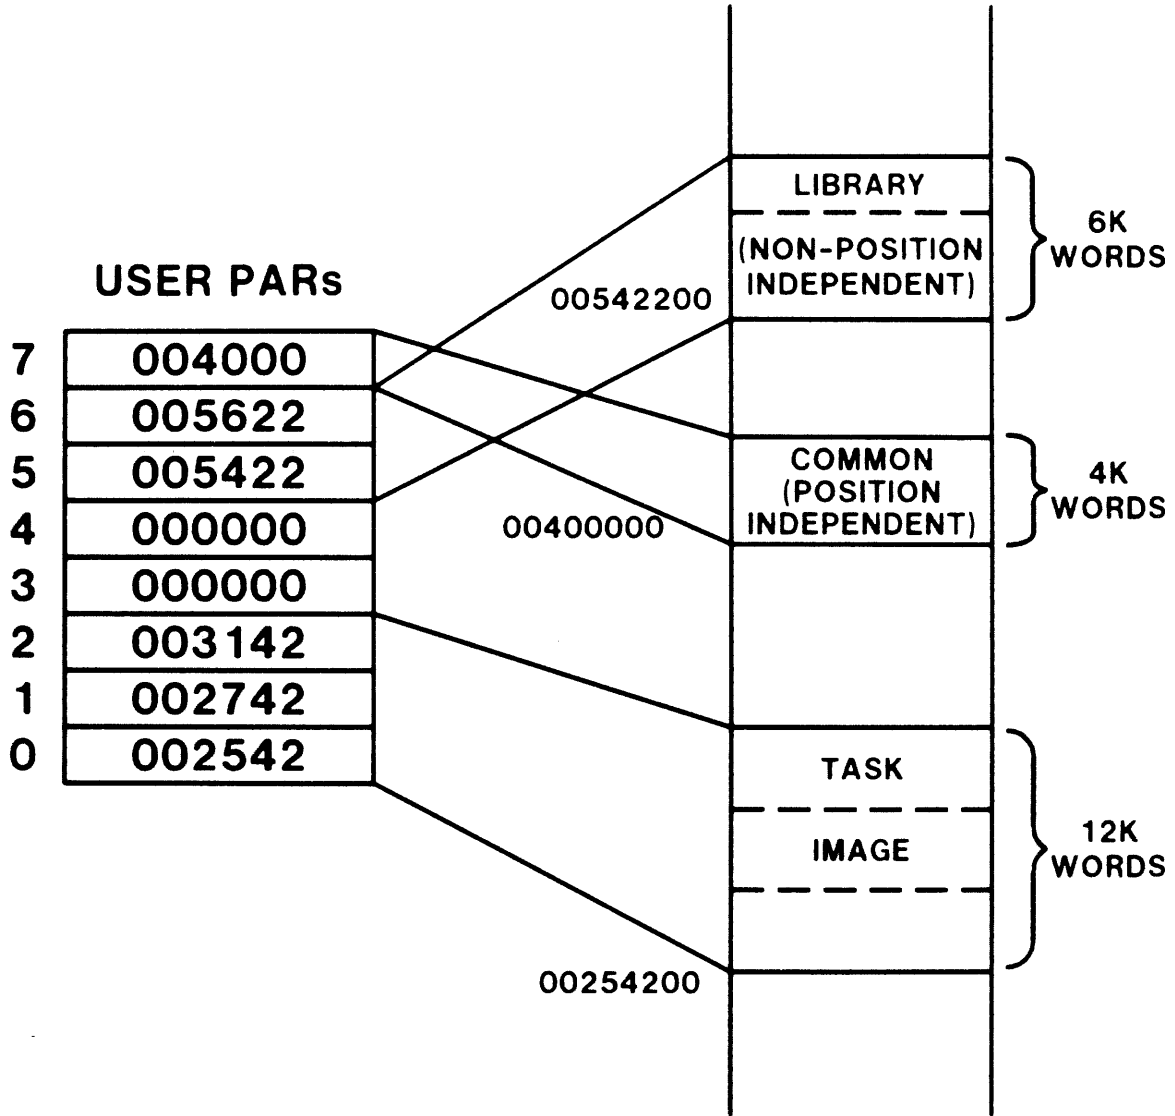 LIBRARY
(NON-POSITION
INDEPENDENT)
6K
WORDS
00542200
USER PARs
7 004000
6 005622
5 005422
4 000000
3 000000
2 003142
1 002742
0 002542
COMMON
(POSITION
INDEPENDENT)
4K
WORDS
00400000
TASK
IMAGE
12K
WORDS
00254200